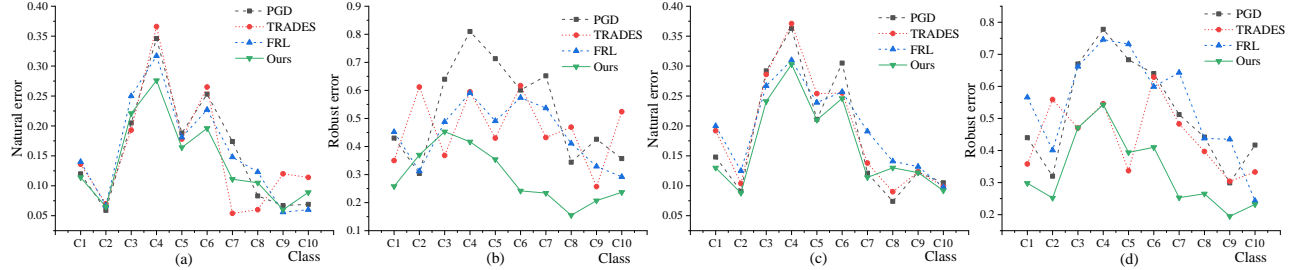 Natural error
0.40
0.35
0.30
0.25
0.20
0.15
0.10
0.05
C1 C2 C3 C4 C5 C6 C7 C8 C9 C10
(a)
Class
PGD
TRADES
FRL
Ours
Robust error
0.9
0.8
0.7
0.6
0.5
0.4
0.3
0.2
0.1
C1 C2 C3 C4 C5 C6 C7 C8 C9 C10
(b)
Class
PGD
TRADES
FRL
Ours
Natural error
0.40
0.35
0.30
0.25
0.20
0.15
0.10
0.05
C1 C2 C3 C4 C5 C6 C7 C8 C9 C10
(c)
Class
PGD
TRADES
FRL
Ours
Robust error
0.8
0.7
0.6
0.5
0.4
0.3
0.2
C1 C2 C3 C4 C5 C6 C7 C8 C9 C10
(d)
Class
PGD
TRADES
FRL
Ours